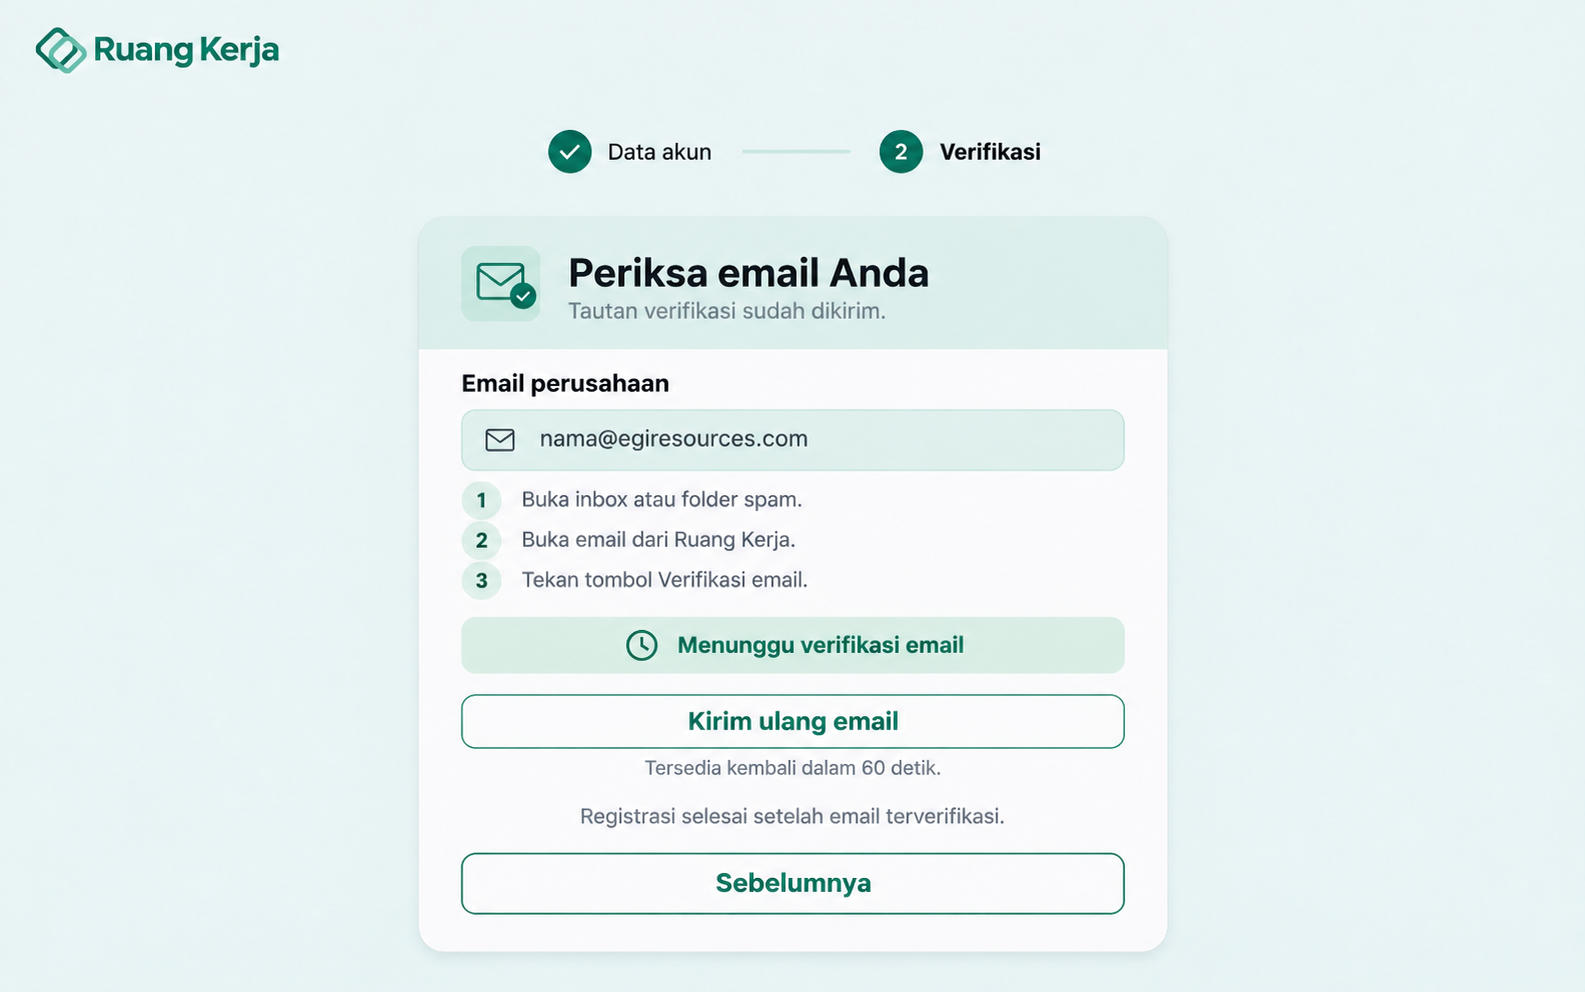 Ruang Kerja
Data akun
2 Verifikasi
Periksa email Anda
Tautan verifikasi sudah dikirim.
Email perusahaan
nama@egiresources.com
1 Buka inbox atau folder spam.
2 Buka email dari Ruang Kerja.
3 Tekan tombol Verifikasi email.
Menunggu verifikasi email
Kirim ulang email
Tersedia kembali dalam 60 detik.
Registrasi selesai setelah email terverifikasi.
Sebelumnya